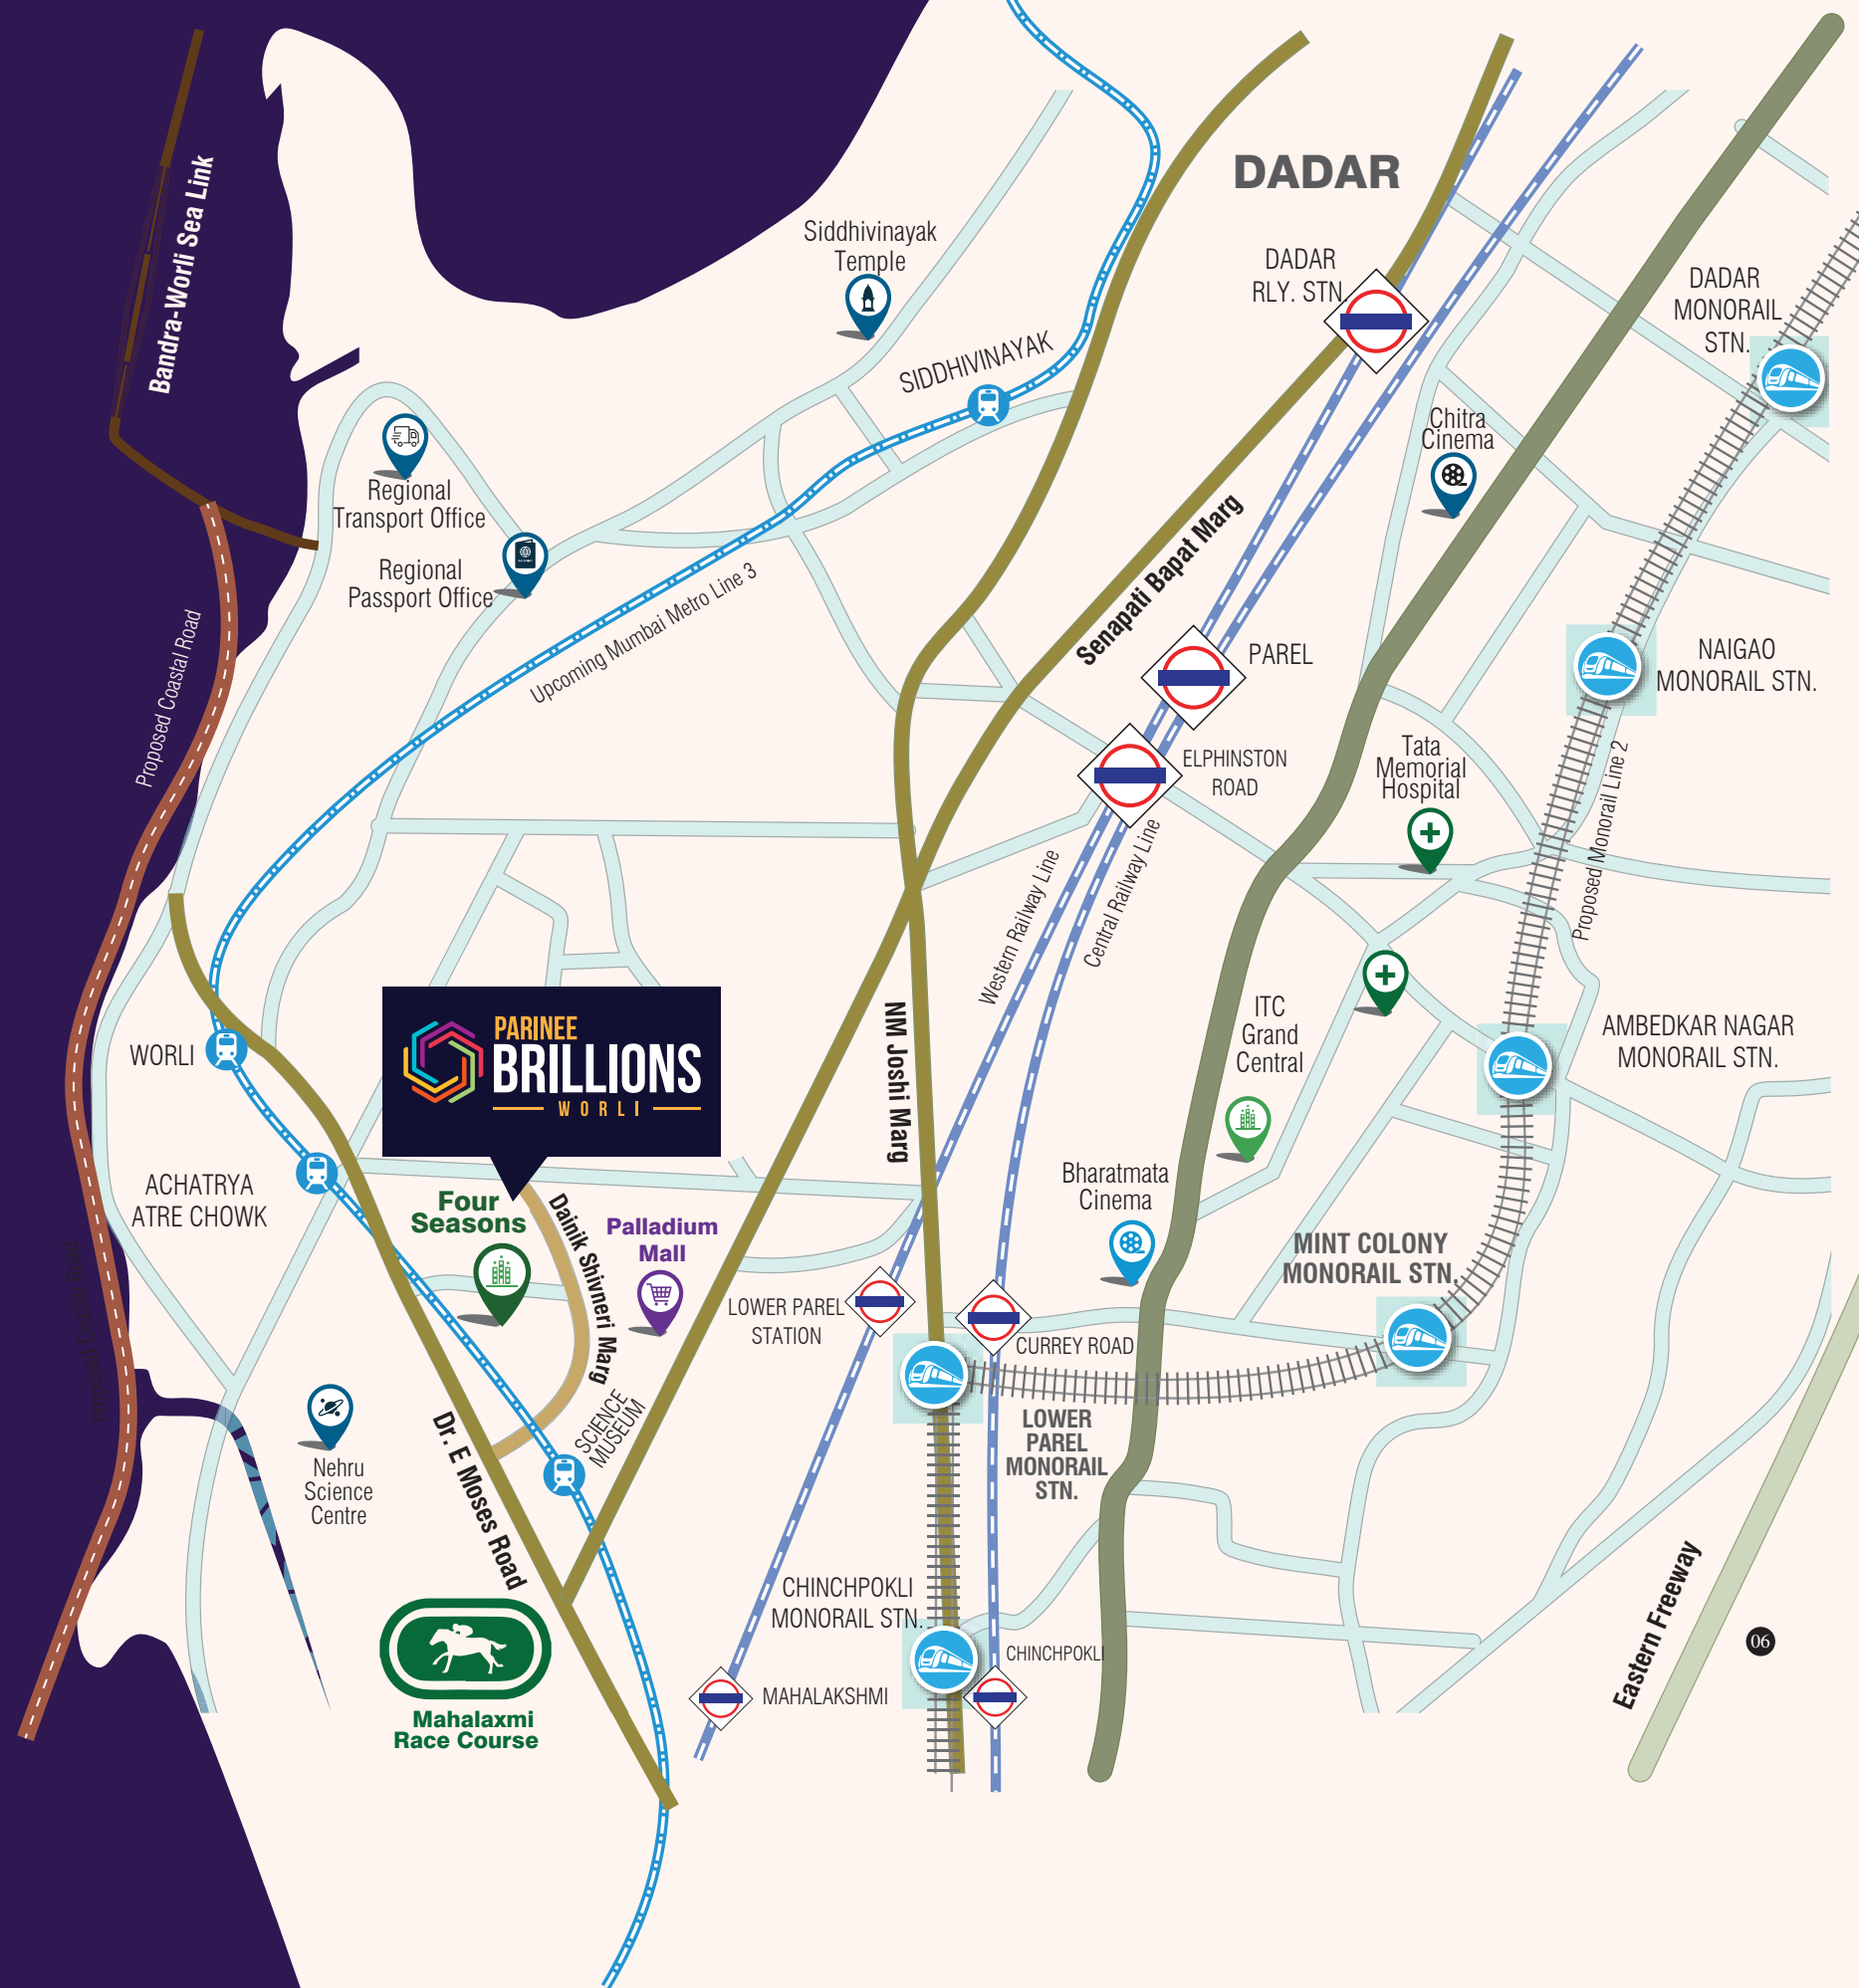 DADAR
Bandra-Worli Sea Link
Siddhivinayak
Temple
DADAR
RLY. STN.
DADAR
MONORAIL
STN.
SIDDHIVINAYAK
Chitra
Cinema
Regional
Transport Office
Regional
Passport Office
Upcoming Mumbai Metro Line 3
Senapati Bapat Marg
Proposed Coastal Road
PAREL
NAIGAO
MONORAIL STN.
ELPHINSTON
ROAD
Tata
Memorial
Hospital
Proposed Monorail Line 2
Western Railway Line
Central Railway Line
NM Joshi Marg
ITC
Grand
Central
AMBEDKAR NAGAR
MONORAIL STN.
WORLI
PARINEE
BRILLIONS
WORLI
ACHATRYA
ATRE CHOWK
Four
Seasons
Dainik Shivneri Marg
Palladium
Mall
Bharatmata
Cinema
MINT COLONY
MONORAIL STN.
LOWER PAREL
STATION
CURREY ROAD
Proposed Coastal Road
SCIENCE
MUSEUM
LOWER
PAREL
MONORAIL
STN.
Nehru
Science
Centre
Dr. E Moses Road
CHINCHPOKLI
MONORAIL STN.
CHINCHPOKLI
Eastern Freeway
06
MAHALAKSHMI
Mahalaxmi
Race Course